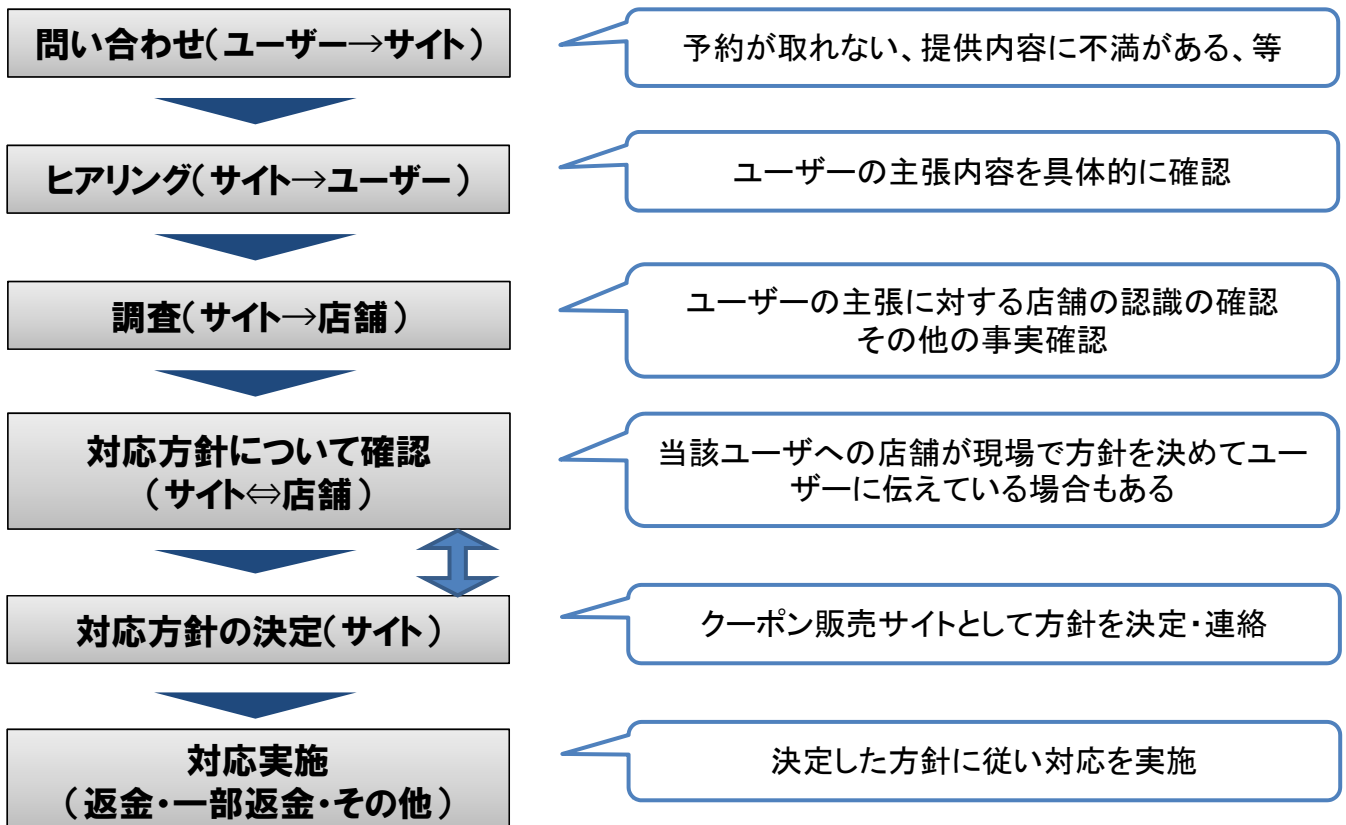 問い合わせ(ユーザー→サイト)
予約が取れない、提供内容に不満がある、等
ヒアリング(サイト→ユーザー)
ユーザーの主張内容を具体的に確認
調査(サイト→店舗)
ユーザーの主張に対する店舗の認識の確認
その他の事実確認
対応方針について確認
(サイト⇔店舗)
当該ユーザへの店舗が現場で方針を決めてユー
ザーに伝えている場合もある
対応方針の決定(サイト)
クーポン販売サイトとして方針を決定・連絡
対応実施
(返金・一部返金・その他)
決定した方針に従い対応を実施